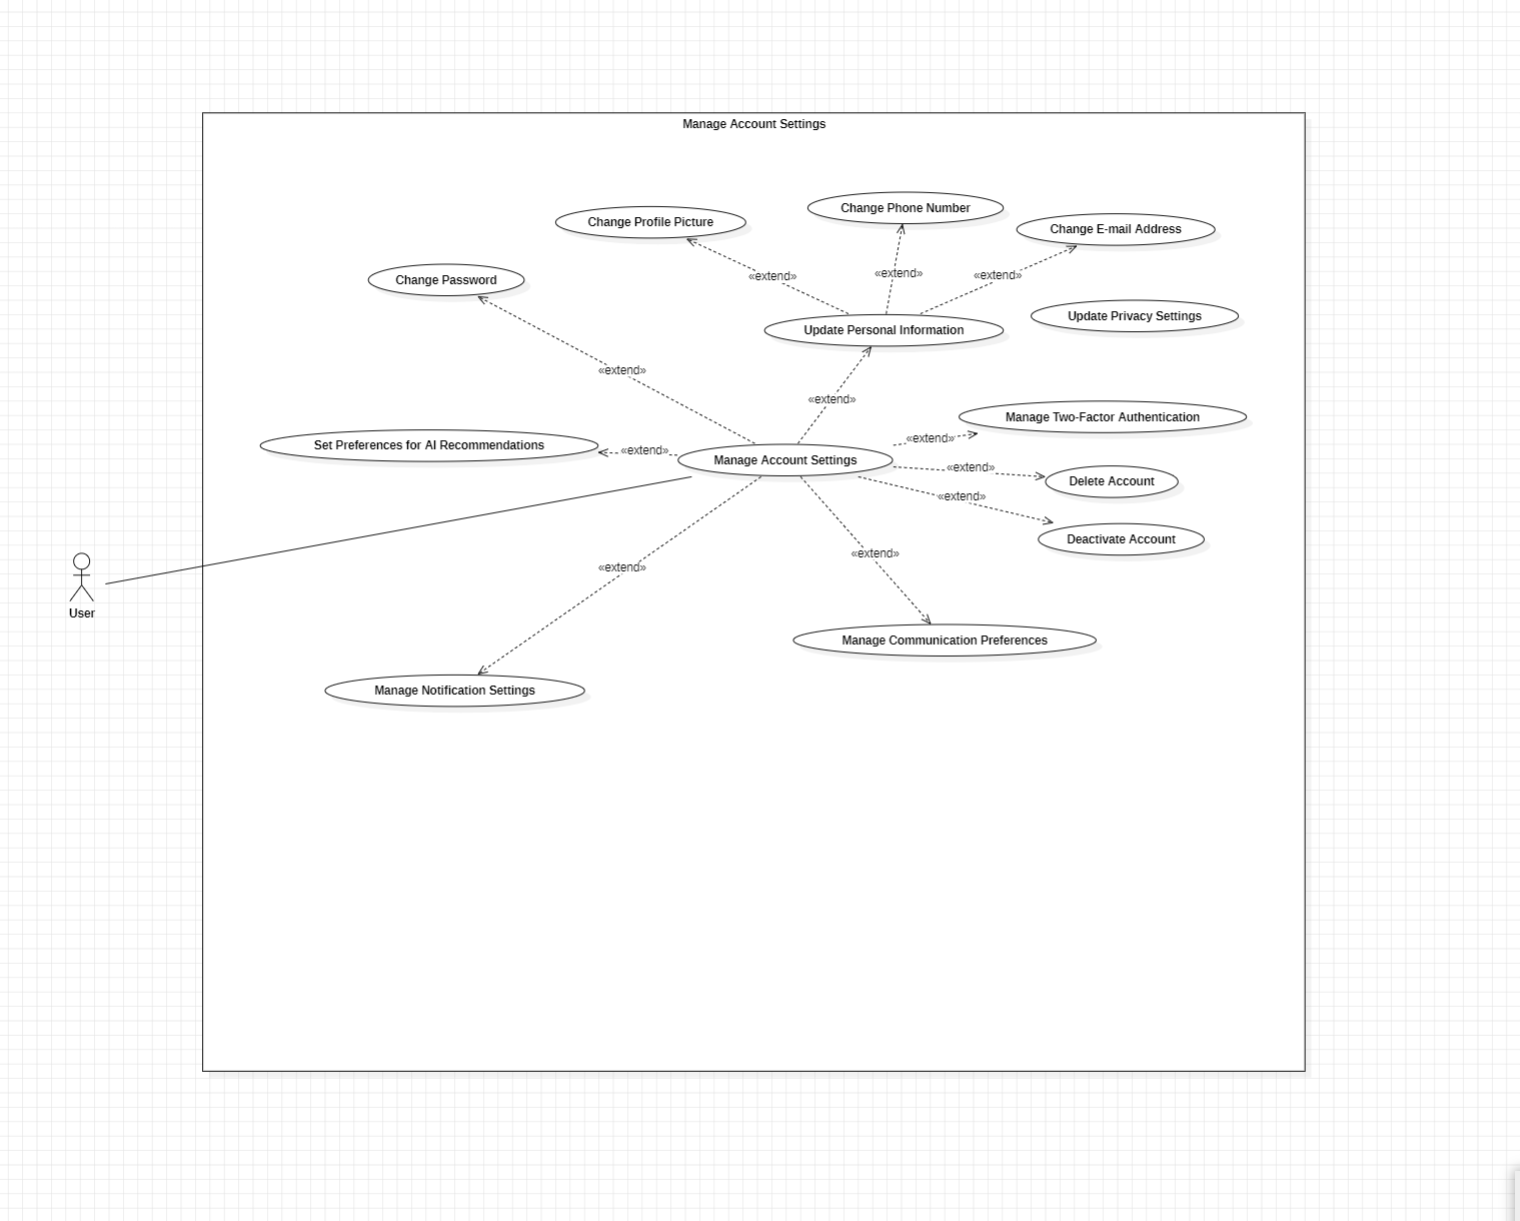 Manage Account Settings
Change Profile Picture
Change Phone Number
Change E-mail Address
«extend»
«extend»
«extend»
Change Password
Update Privacy Settings
Update Personal Information
«extend»
«extend»
Manage Two-Factor Authentication
«extend»
Set Preferences for AI Recommendations
«extend»
Manage Account Settings
«extend»
Delete Account
«extend»
Deactivate Account
«extend»
«extend»
User
Manage Communication Preferences
Manage Notification Settings